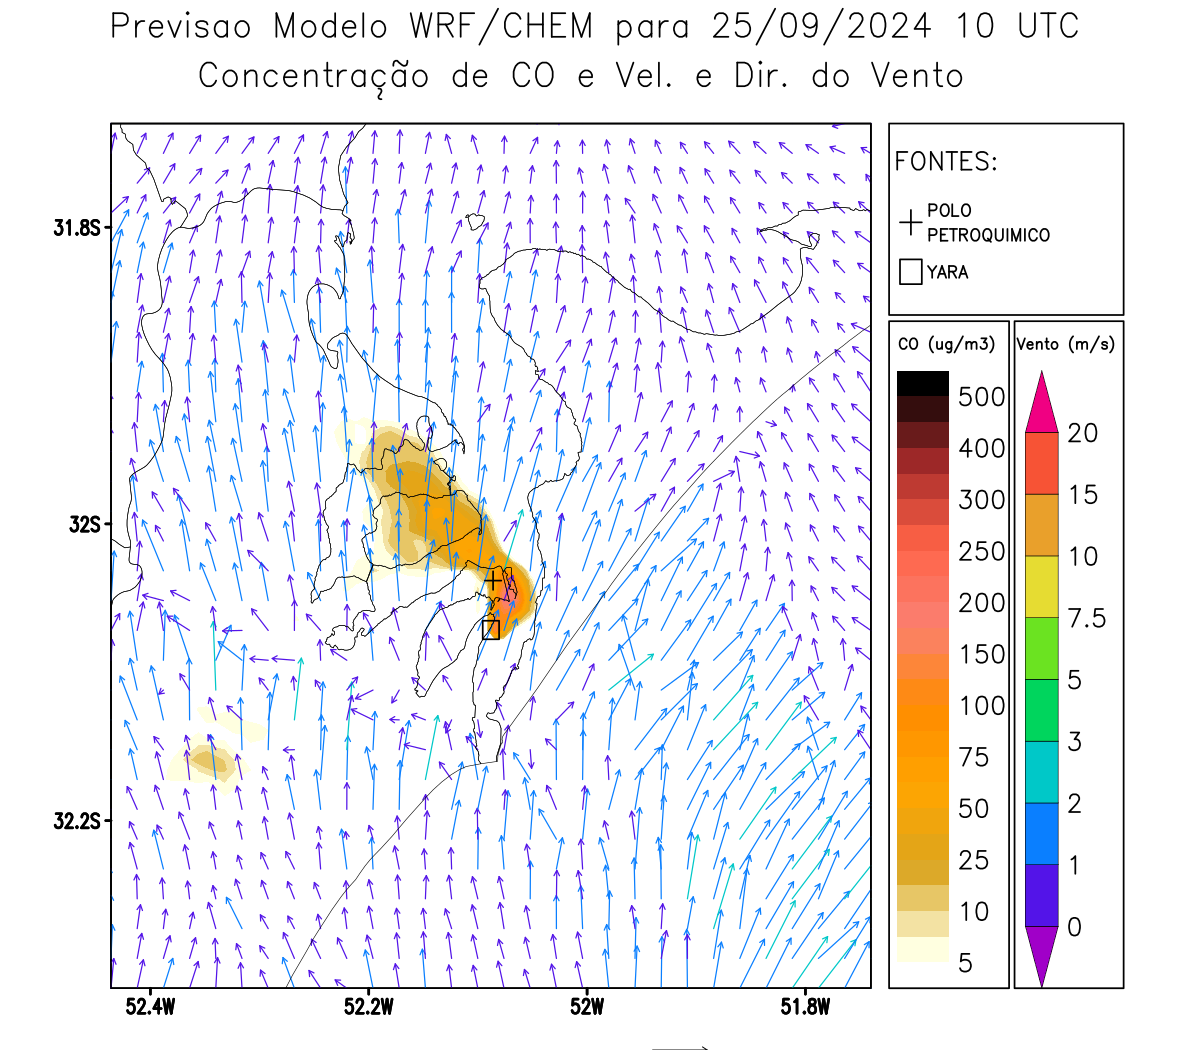 Previsao Modelo WRF/CHEM para 25/09/2024 10 UTC
Concentração de CO e Vel. e Dir. do Vento
FONTES:
POLO
PETROQUIMICO
YARA
CO (ug/m3)
500
400
300
250
200
150
100
75
50
25
10
5
Vento (m/s)
20
15
10
7.5
5
3
2
1
0
31.8S
32S
32.2S
52.4W 52.2W 52W 51.8W